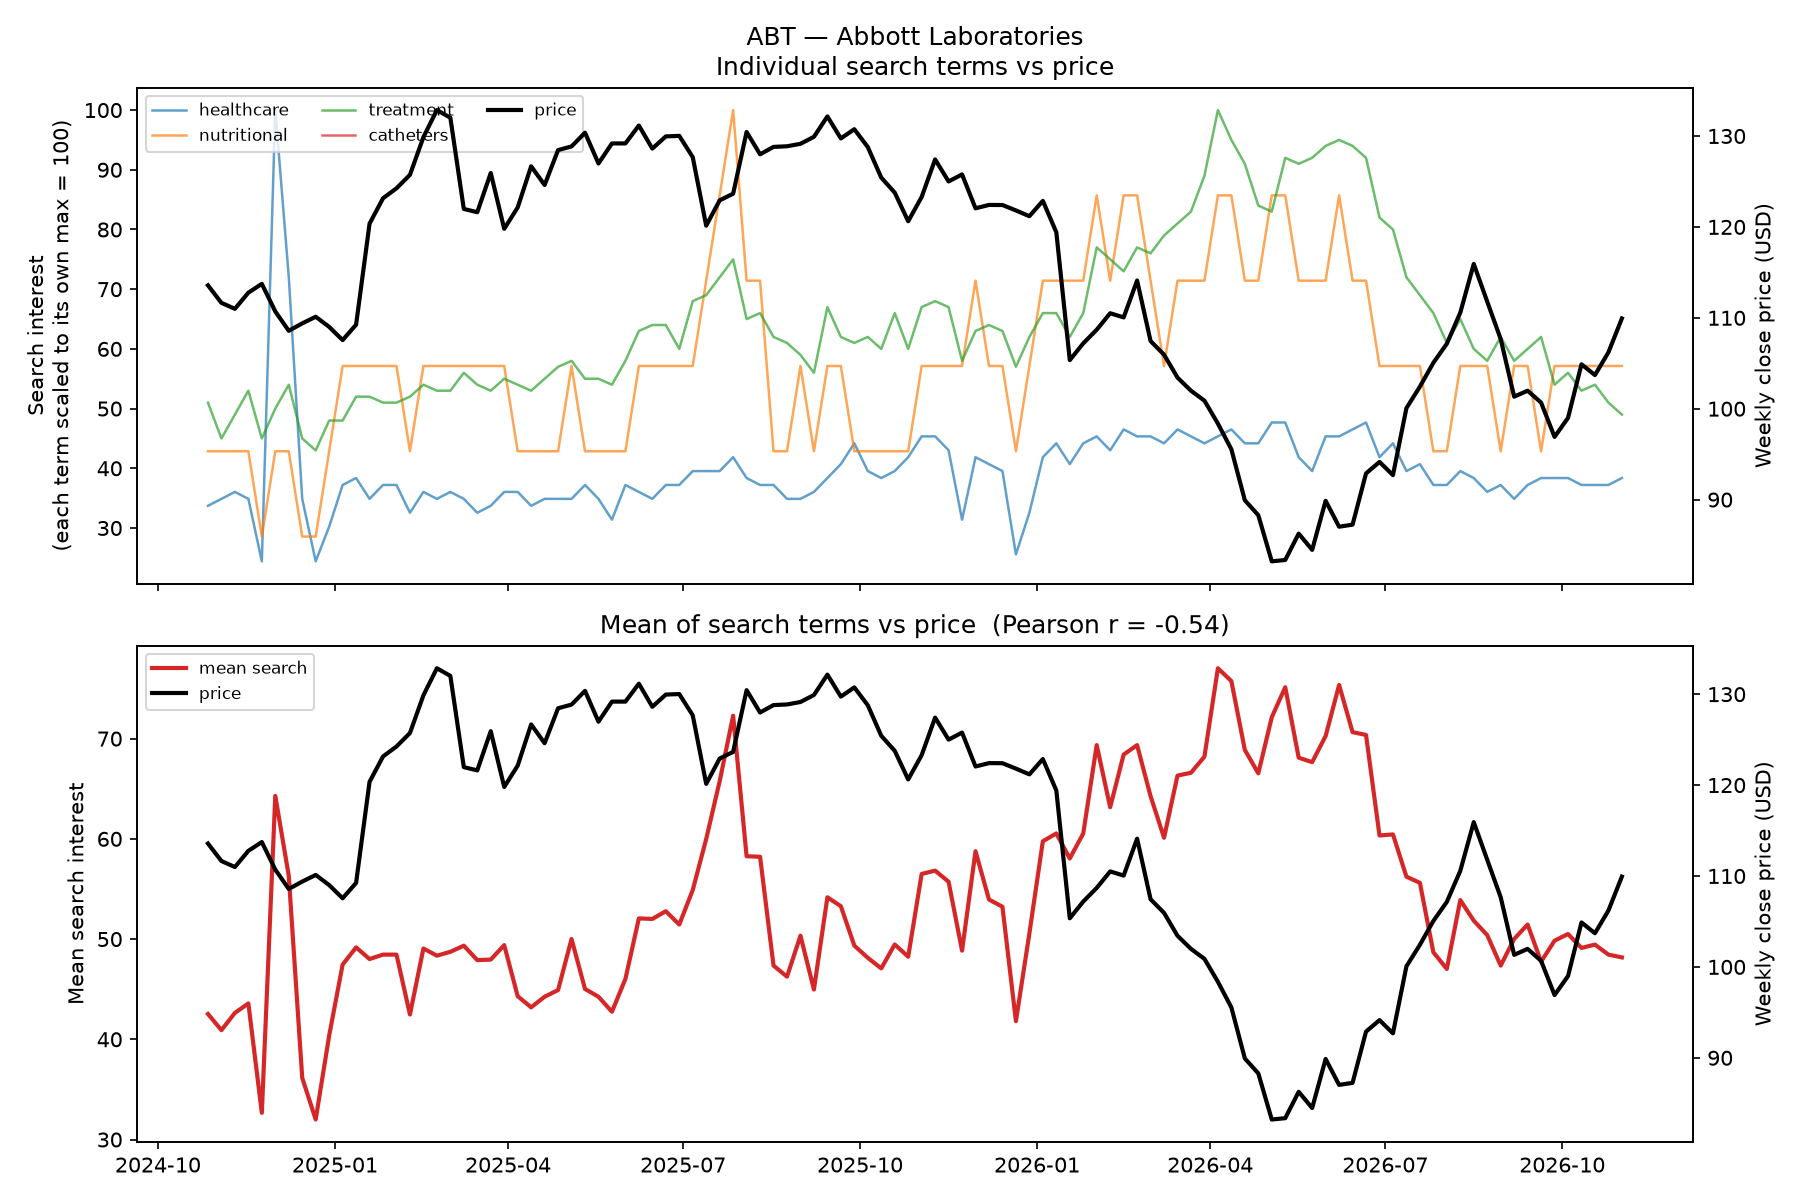 ABT — Abbott Laboratories
Individual search terms vs price
healthcare
nutritional
treatment
catheters
price
Search interest
(each term scaled to its own max = 100)
100
90
80
70
60
50
40
30
130
120
110
100
90
Weekly close price (USD)
Mean of search terms vs price (Pearson r = -0.54)
mean search
price
Mean search interest
70
60
50
40
30
130
120
110
100
90
Weekly close price (USD)
2024-10
2025-01
2025-04
2025-07
2025-10
2026-01
2026-04
2026-07
2026-10